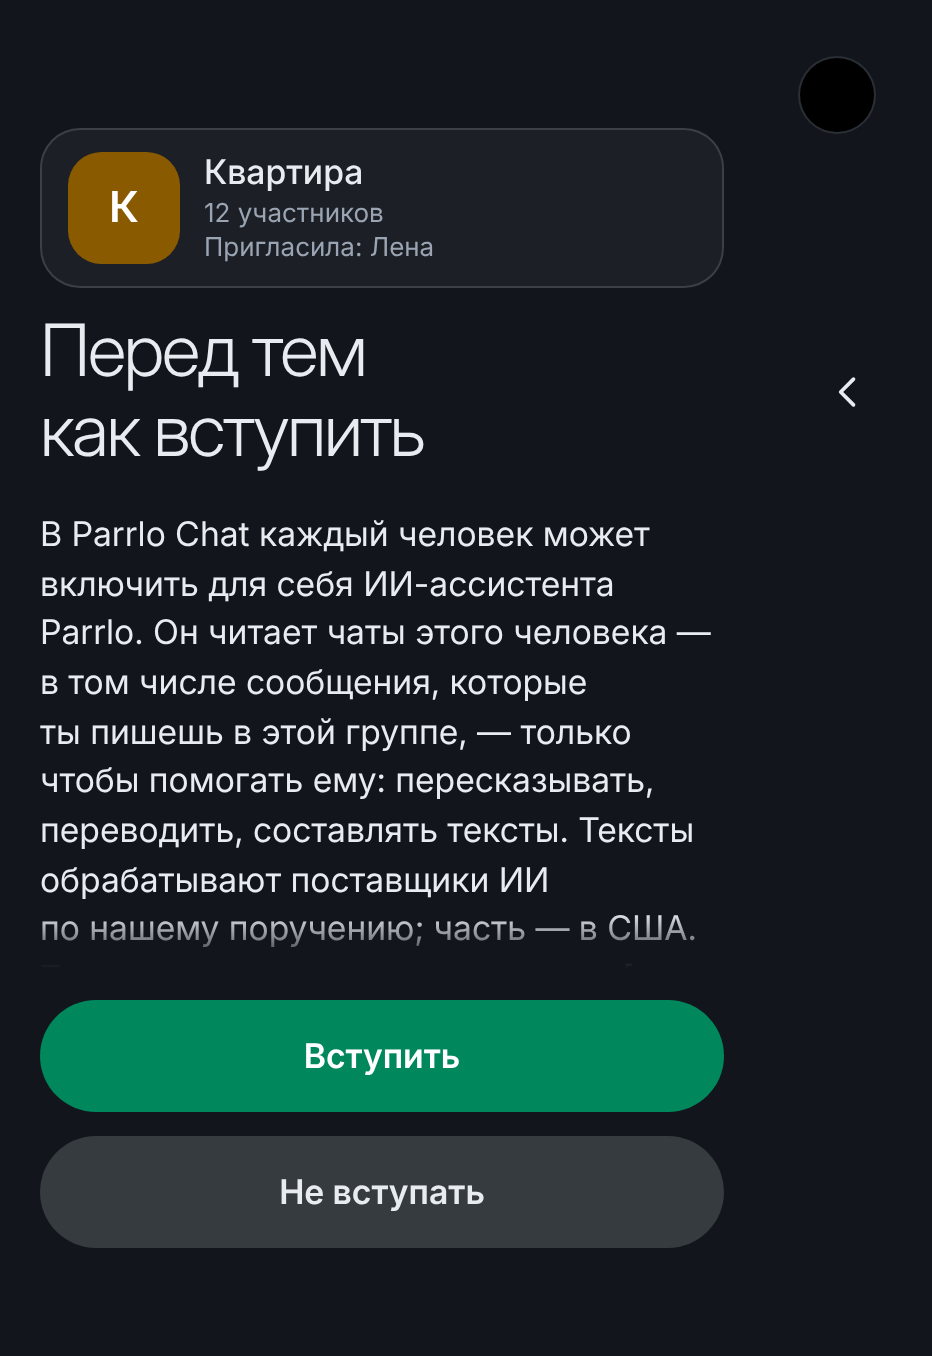 К
Квартира
12 участников
Пригласила: Лена
Перед тем
как вступить
В Parrlo Chat каждый человек может
включить для себя ИИ-ассистента
Parrlo. Он читает чаты этого человека —
в том числе сообщения, которые
ты пишешь в этой группе, — только
чтобы помогать ему: пересказывать,
переводить, составлять тексты. Тексты
обрабатывают поставщики ИИ
по нашему поручению; часть — в США.
Вступить
Не вступать